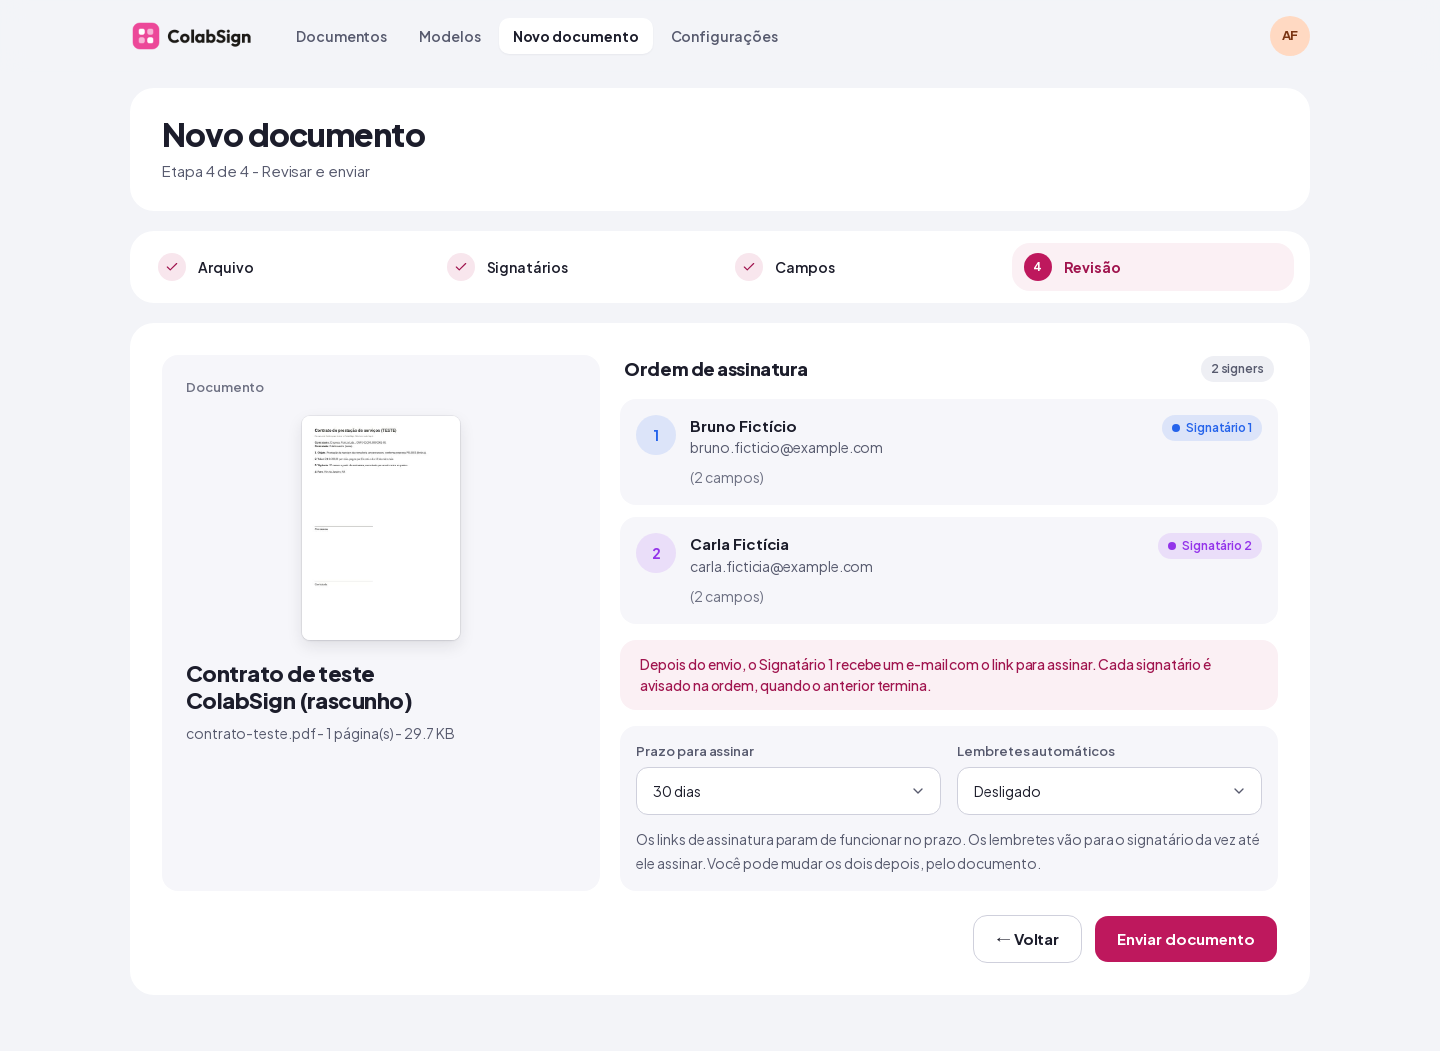 ColabSign
Documentos
Modelos
Novo documento
Configurações
AF
Novo documento
Etapa 4 de 4 - Revisar e enviar
Arquivo
Signatários
Campos
4
Revisão
Documento
Contrato de prestação de serviços (TESTE)
Contrato de teste
ColabSign (rascunho)
contrato-teste.pdf - 1 página(s) - 29.7 KB
Ordem de assinatura
2 signers
1
Bruno Fictício
Signatário 1
bruno.ficticio@example.com
(2 campos)
2
Carla Fictícia
Signatário 2
carla.ficticia@example.com
(2 campos)
Depois do envio, o Signatário 1 recebe um e-mail com o link para assinar. Cada signatário é
avisado na ordem, quando o anterior termina.
Prazo para assinar
Lembretes automáticos
30 dias
Desligado
Os links de assinatura param de funcionar no prazo. Os lembretes vão para o signatário da vez até
ele assinar. Você pode mudar os dois depois, pelo documento.
← Voltar
Enviar documento